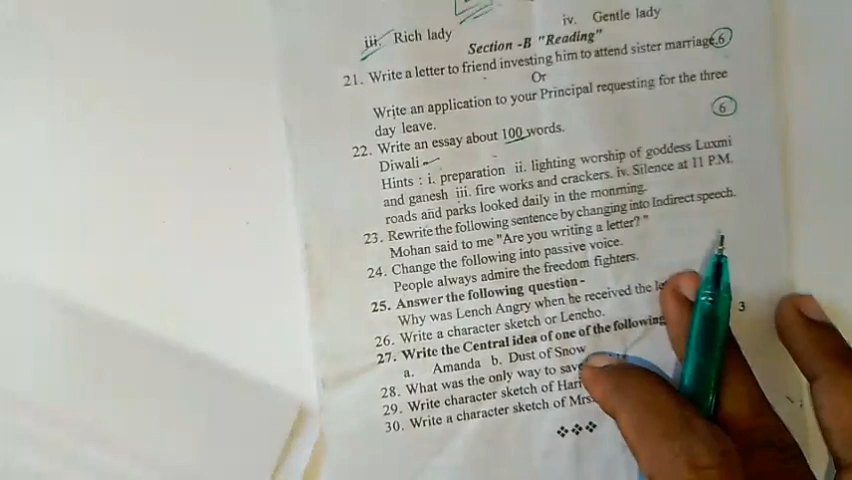 iii. Rich lady iv. Gentle lady
Section -B "Reading"
21. Write a letter to friend investing him to attend sister marriage. 6
Or
Write an application to your Principal requesting for the three
day leave.
6
22. Write an essay about 100 words.
Diwali -
Hints : i. preparation ii. lighting worship of goddess Luxmi
and ganesh iii. fire works and crackers. iv. Silence at 11 P.M.
roads and parks looked daily in the monming.
23. Rewrite the following sentence by changing into Indirect speech.
Mohan said to me "Are you writing a letter?"
24. Change the following into passive voice.
People always admire the freedom fighters.
25. Answer the following question-
Why was Lench Angry when he received the
26. Write a character sketch or Lencho.
27. Write the Central idea of one of the following
a. Amanda b. Dust of Snow
28. What was the only way to save
29. Write character sketch of Hari
30. Write a character sketch of Mrs.
3